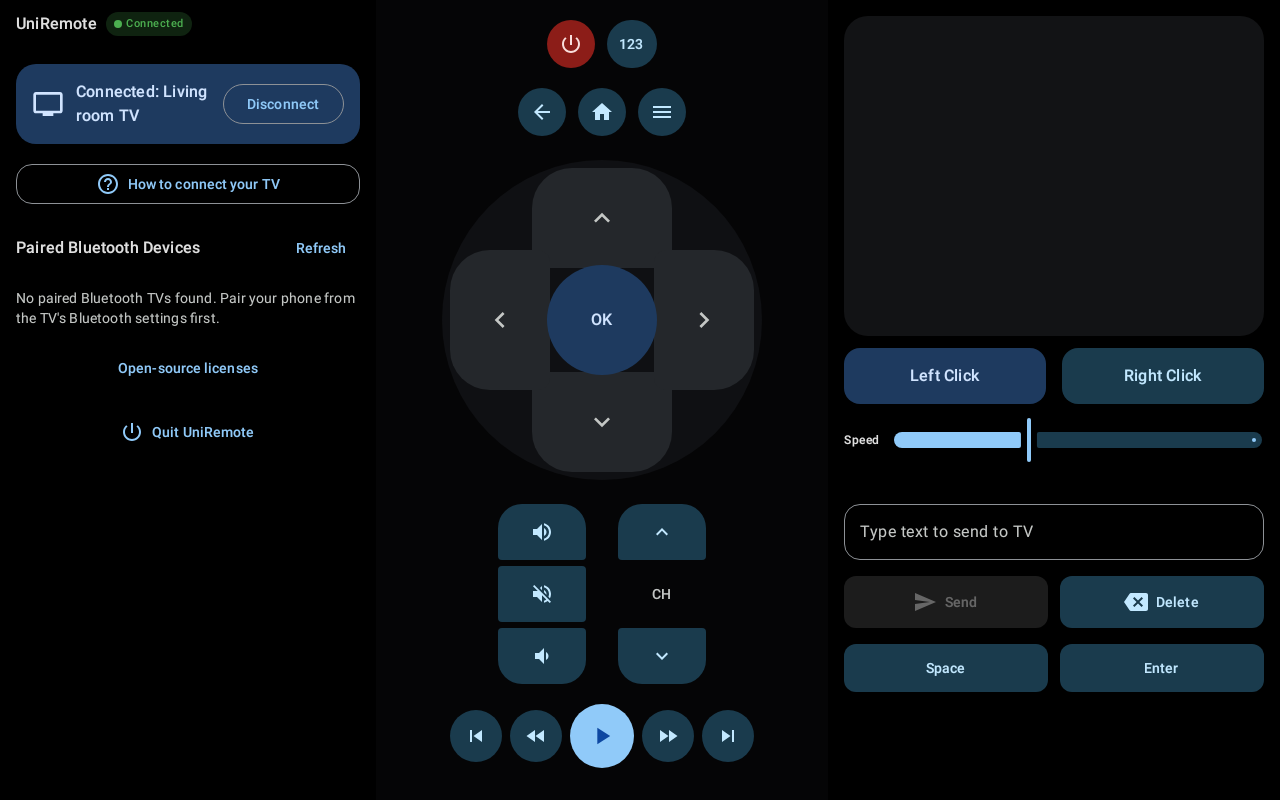 UniRemote
Connected
Connected: Living
room TV
Disconnect
How to connect your TV
Paired Bluetooth Devices
Refresh
No paired Bluetooth TVs found. Pair your phone from
the TV's Bluetooth settings first.
Open-source licenses
Quit UniRemote
123
OK
CH
Left Click
Right Click
Speed
Type text to send to TV
Send
Delete
Space
Enter